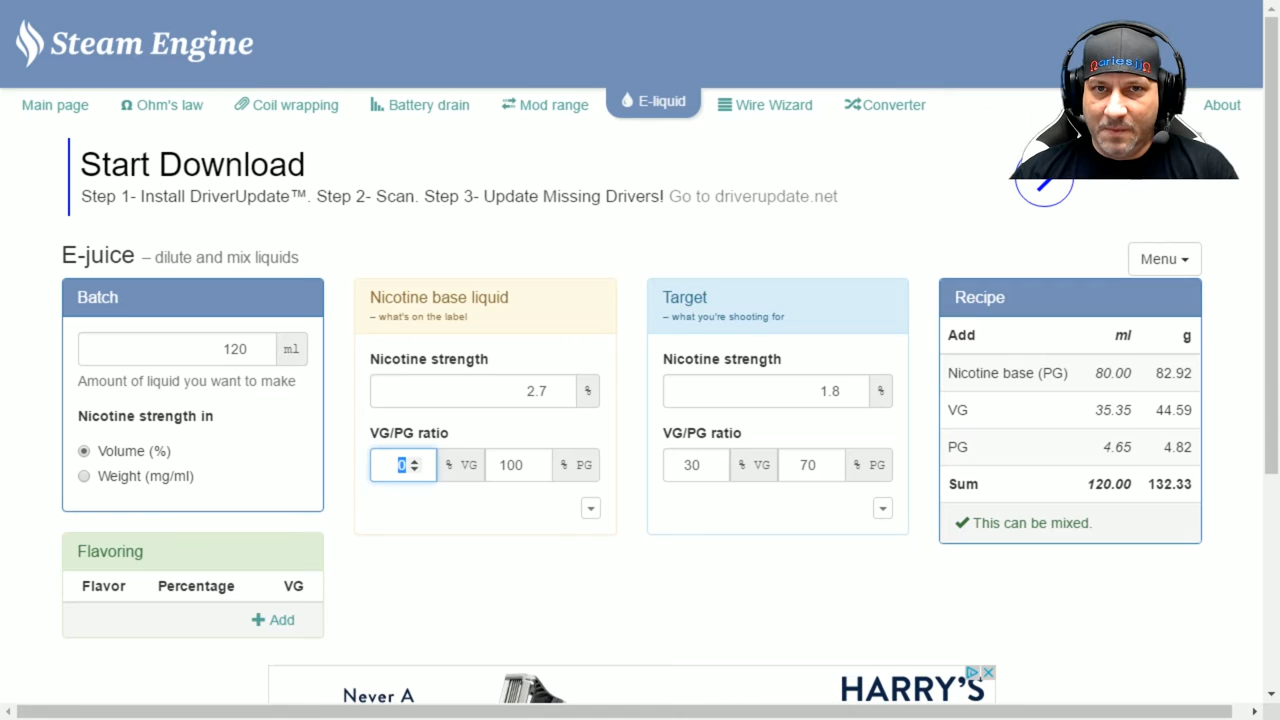 Steam Engine
Main page
Ω Ohm's law
Coil wrapping
Battery drain
Mod range
E-liquid
Wire Wizard
Converter
About
ΩariesjjΩ
Start Download
Step 1- Install DriverUpdate™. Step 2- Scan. Step 3- Update Missing Drivers! Go to driverupdate.net
E-juice – dilute and mix liquids
Menu
Batch
120 ml
Amount of liquid you want to make
Nicotine strength in
Volume (%)
Weight (mg/ml)
Flavoring
Flavor Percentage VG
Add
Nicotine base liquid
– what's on the label
Nicotine strength
2.7 %
VG/PG ratio
0 % VG 100 % PG
Target
– what you're shooting for
Nicotine strength
1.8 %
VG/PG ratio
30 % VG 70 % PG
Recipe
Add ml g
Nicotine base (PG) 80.00 82.92
VG 35.35 44.59
PG 4.65 4.82
Sum 120.00 132.33
This can be mixed.
Never A
HARRY'S